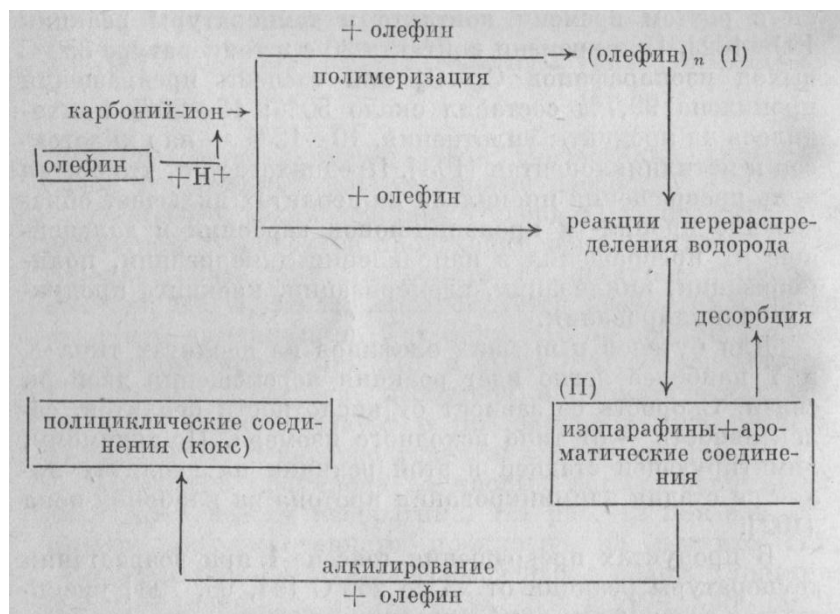 + олефин
полимеризация
(олефин)n (I)
карбоний-ион
олефин
+H+
+ олефин
реакции перераспре-
деления водорода
десорбция
(II)
полициклические соеди-
нения (кокс)
изопарафины+аро-
матические соедине-
ния
алкилирование
+ олефин